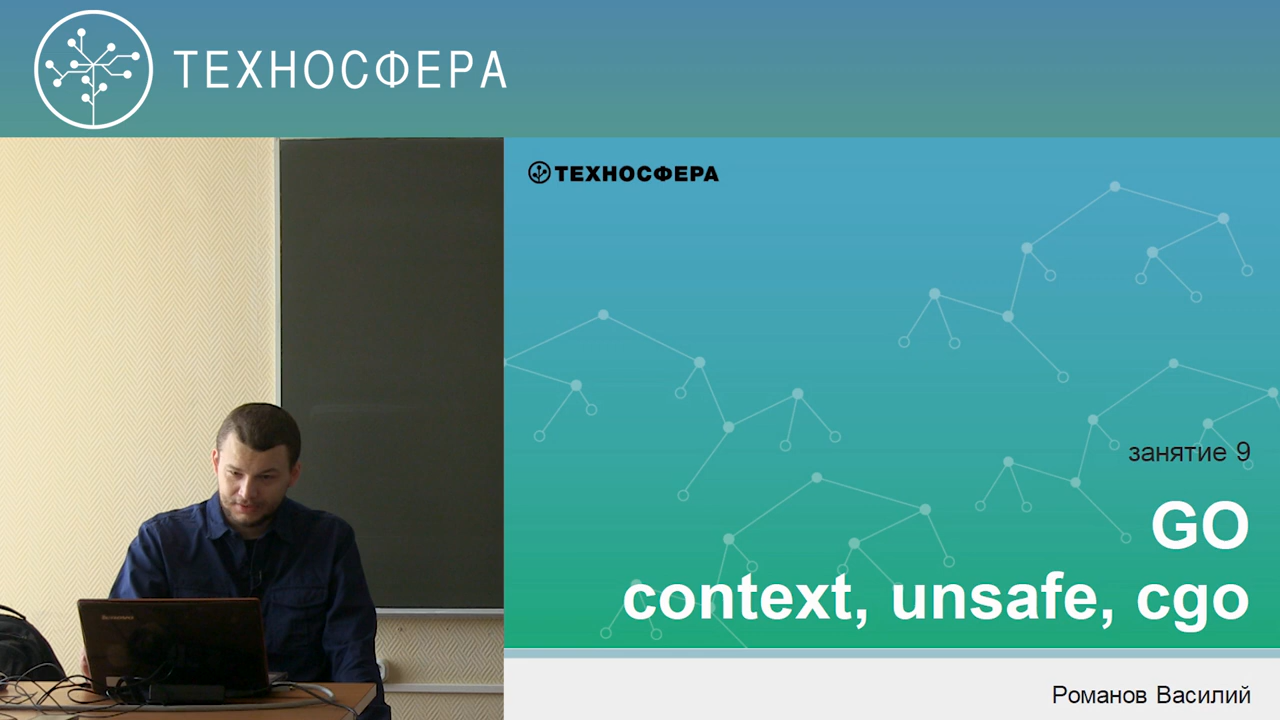 ТЕХНОСФЕРА
ТЕХНОСФЕРА
занятие 9
GO
context, unsafe, cgo
Романов Василий